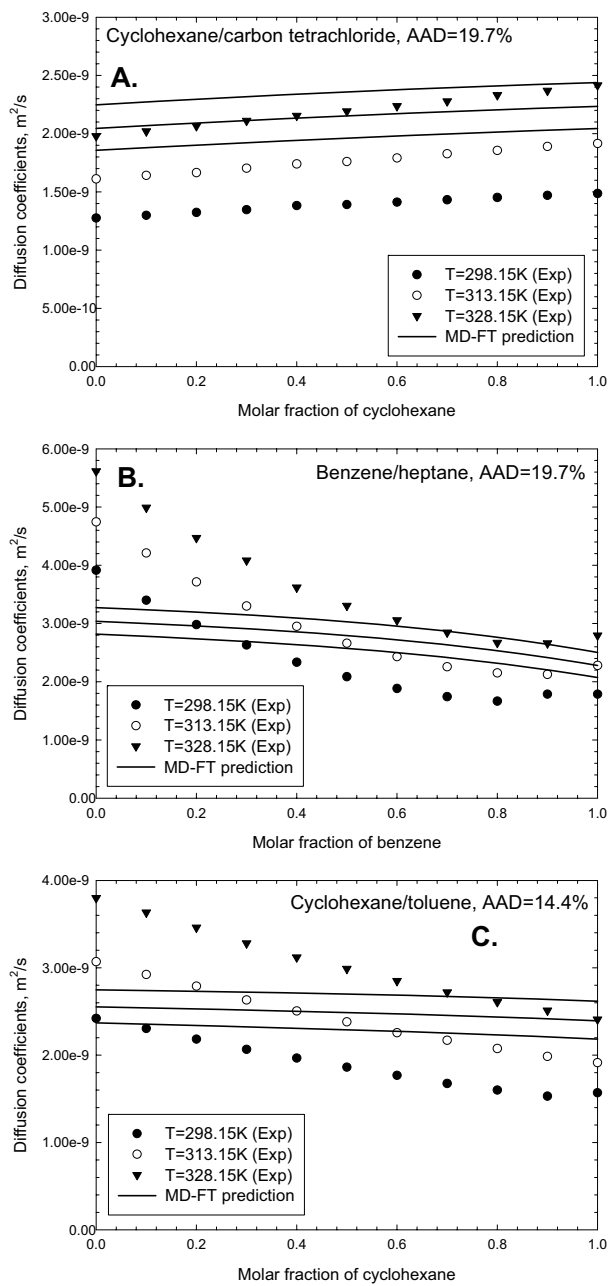 Cyclohexane/carbon tetrachloride, AAD=19.7%
A.
Diffusion coefficients, m²/s
3.00e-9
2.50e-9
2.00e-9
1.50e-9
1.00e-9
5.00e-10
0.00
T=298.15K (Exp)
T=313.15K (Exp)
T=328.15K (Exp)
MD-FT prediction
0.0 0.2 0.4 0.6 0.8 1.0
Molar fraction of cyclohexane
Benzene/heptane, AAD=19.7%
B.
Diffusion coefficients, m²/s
6.00e-9
5.00e-9
4.00e-9
3.00e-9
2.00e-9
1.00e-9
0.00
T=298.15K (Exp)
T=313.15K (Exp)
T=328.15K (Exp)
MD-FT prediction
0.0 0.2 0.4 0.6 0.8 1.0
Molar fraction of benzene
Cyclohexane/toluene, AAD=14.4%
C.
Diffusion coefficients, m²/s
4.00e-9
3.00e-9
2.00e-9
1.00e-9
0.00
T=298.15K (Exp)
T=313.15K (Exp)
T=328.15K (Exp)
MD-FT prediction
0.0 0.2 0.4 0.6 0.8 1.0
Molar fraction of cyclohexane